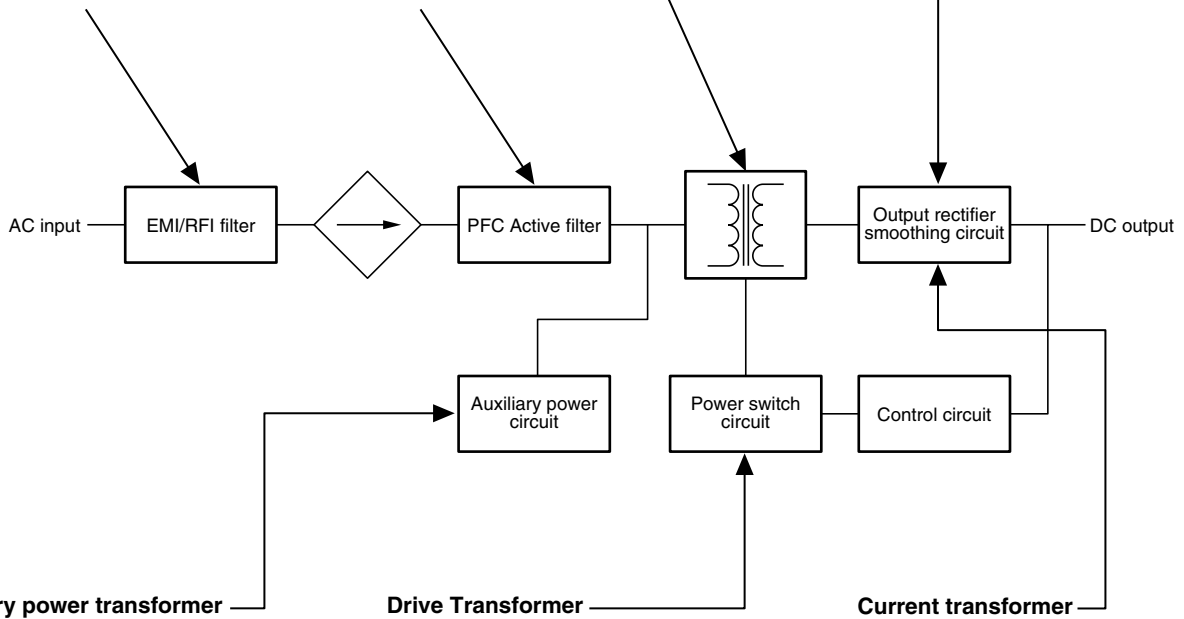 AC input
EMI/RFI filter
PFC Active filter
Output rectifier
smoothing circuit
DC output
Auxiliary power
circuit
Power switch
circuit
Control circuit
power transformer
Drive Transformer
Current transformer